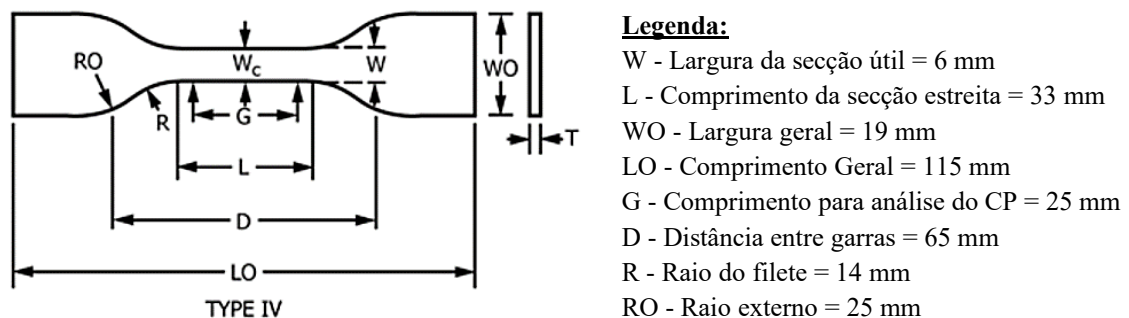 RO
W_c
W
WO
R
G
T
L
D
LO
TYPE IV
Legenda:
W - Largura da secção útil = 6 mm
L - Comprimento da secção estreita = 33 mm
WO - Largura geral = 19 mm
LO - Comprimento Geral = 115 mm
G - Comprimento para análise do CP = 25 mm
D - Distância entre garras = 65 mm
R - Raio do filete = 14 mm
RO - Raio externo = 25 mm